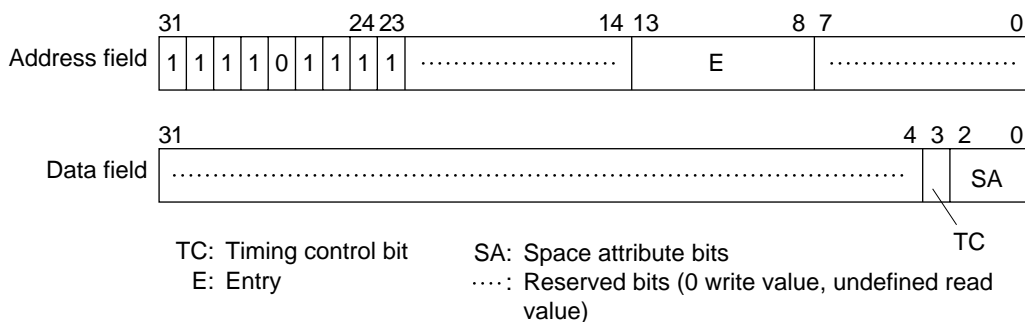 31 24 23 14 13 8 7 0
Address field 1 1 1 1 0 1 1 1 1 .................... E ....................
31 4 3 2 0
Data field .................... SA
TC
TC: Timing control bit SA: Space attribute bits
E: Entry ····: Reserved bits (0 write value, undefined read
value)